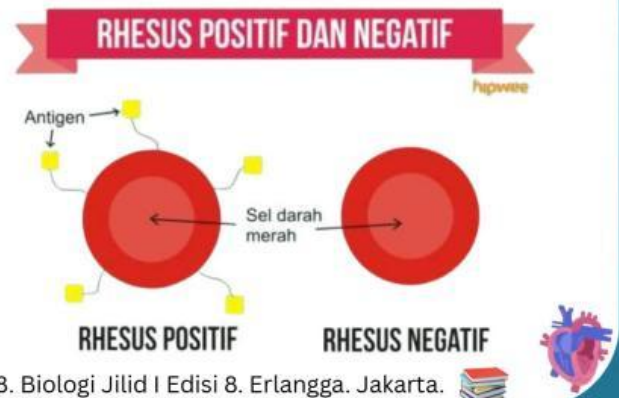 RHESUS POSITIF DAN NEGATIF
hipwee
Antigen
Sel darah
merah
RHESUS POSITIF
RHESUS NEGATIF
3. Biologi Jilid I Edisi 8. Erlangga. Jakarta.